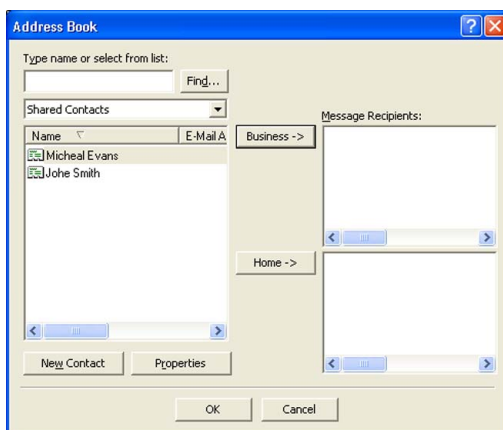 Address Book
Type name or select from list:
Find...
Shared Contacts
Message Recipients:
Name E-Mail A
Business ->
Micheal Evans
Johe Smith
Home ->
New Contact Properties
OK Cancel